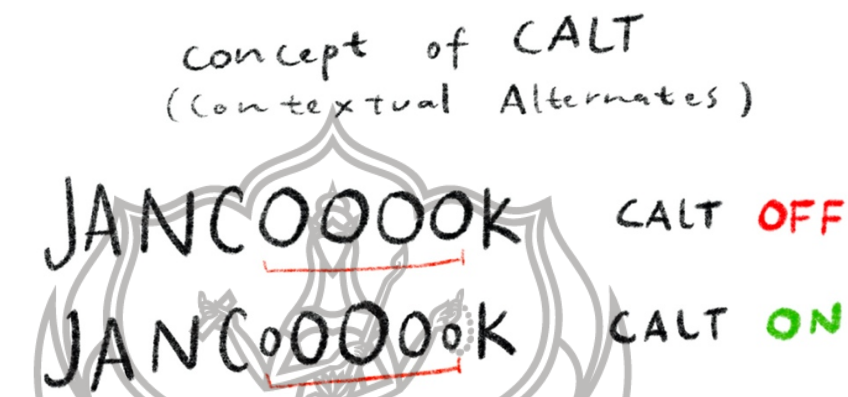 concept of CALT
(Contextual Alternates)
JANCOOOOK CALT OFF
JANCoOOooK CALT ON